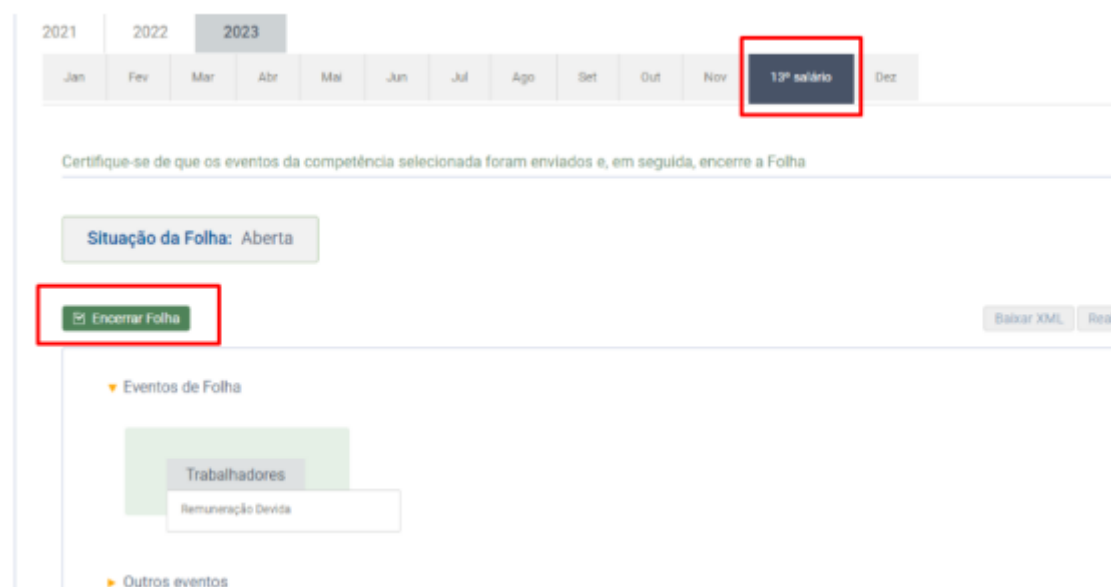 2021 2022 2023
Jan Fev Mar Abr Mai Jun Jul Ago Set Out Nov 13º salário Dez
Certifique-se de que os eventos da competência selecionada foram enviados e, em seguida, encerre a Folha
Situação da Folha: Aberta
Encerrar Folha Baixar XML Rea
Eventos de Folha
Trabalhadores
Remuneração Devida
Outros eventos